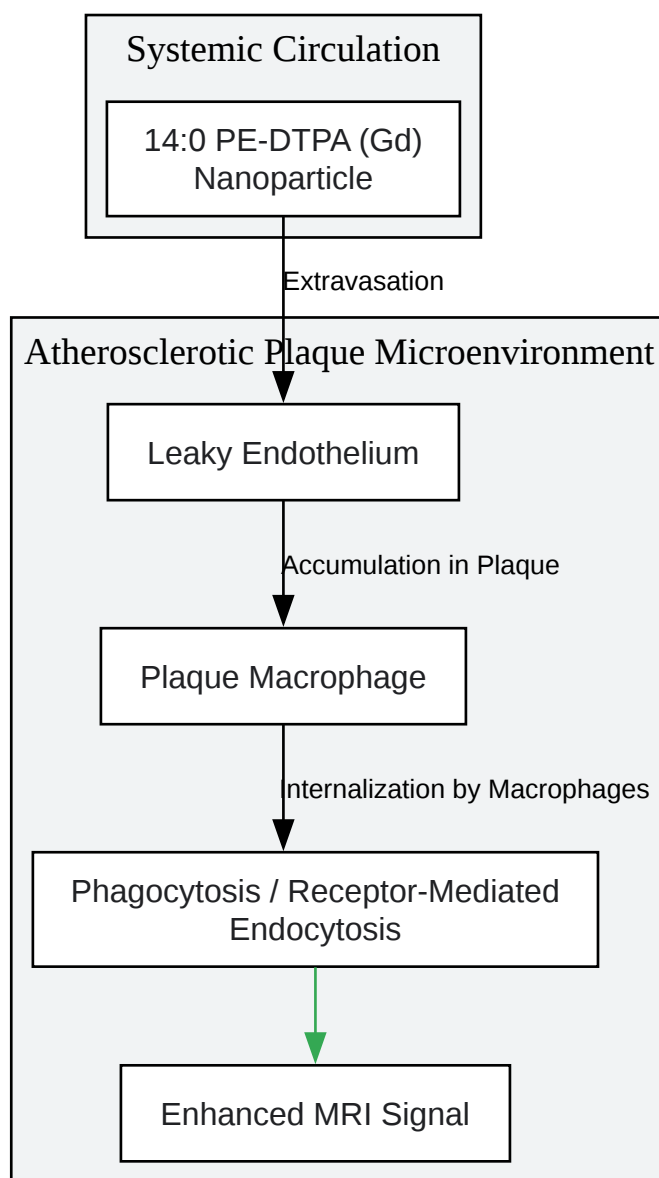 Systemic Circulation
14:0 PE-DTPA (Gd)
Nanoparticle
Extravasation
Atherosclerotic Plaque Microenvironment
Leaky Endothelium
Accumulation in Plaque
Plaque Macrophage
Internalization by Macrophages
Phagocytosis / Receptor-Mediated
Endocytosis
Enhanced MRI Signal